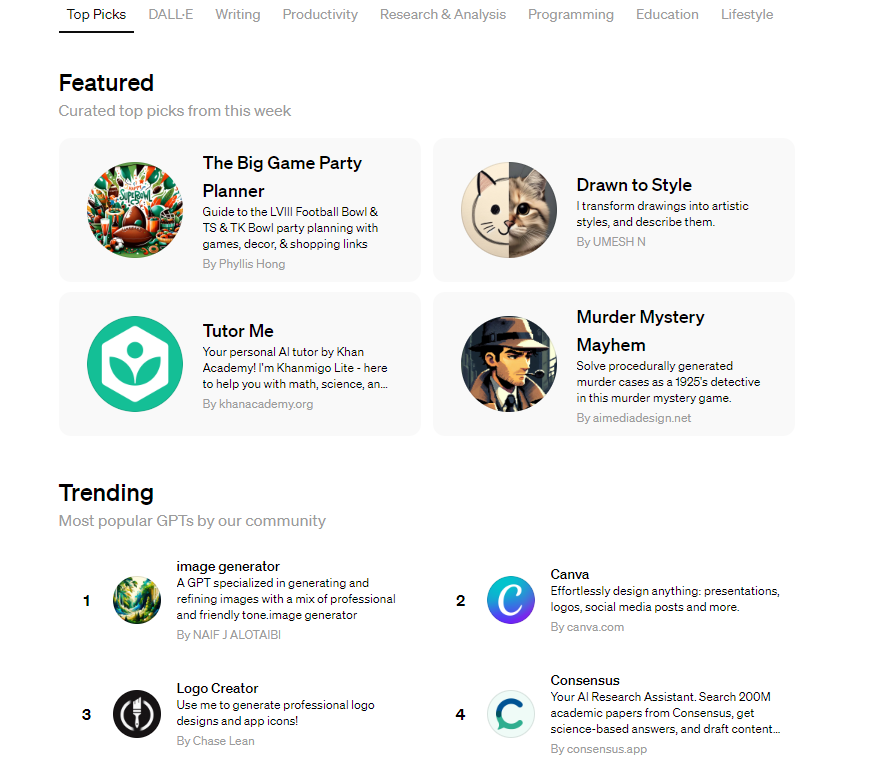 Top Picks DALL·E Writing Productivity Research & Analysis Programming Education Lifestyle
Featured
Curated top picks from this week
The Big Game Party
Planner
Guide to the LVIII Football Bowl &
TS & TK Bowl party planning with
games, decor, & shopping links
By Phyllis Hong
Drawn to Style
I transform drawings into artistic
styles, and describe them.
By UMESH N
Tutor Me
Your personal AI tutor by Khan
Academy! I'm Khanmigo Lite - here
to help you with math, science, an...
By khanacademy.org
Murder Mystery
Mayhem
Solve procedurally generated
murder cases as a 1925's detective
in this murder mystery game.
By aimediadesign.net
Trending
Most popular GPTs by our community
1
image generator
A GPT specialized in generating and
refining images with a mix of professional
and friendly tone.image generator
By NAIF J ALOTAIBI
2
Canva
Effortlessly design anything: presentations,
logos, social media posts and more.
By canva.com
3
Logo Creator
Use me to generate professional logo
designs and app icons!
By Chase Lean
4
Consensus
Your AI Research Assistant. Search 200M
academic papers from Consensus, get
science-based answers, and draft content...
By consensus.app